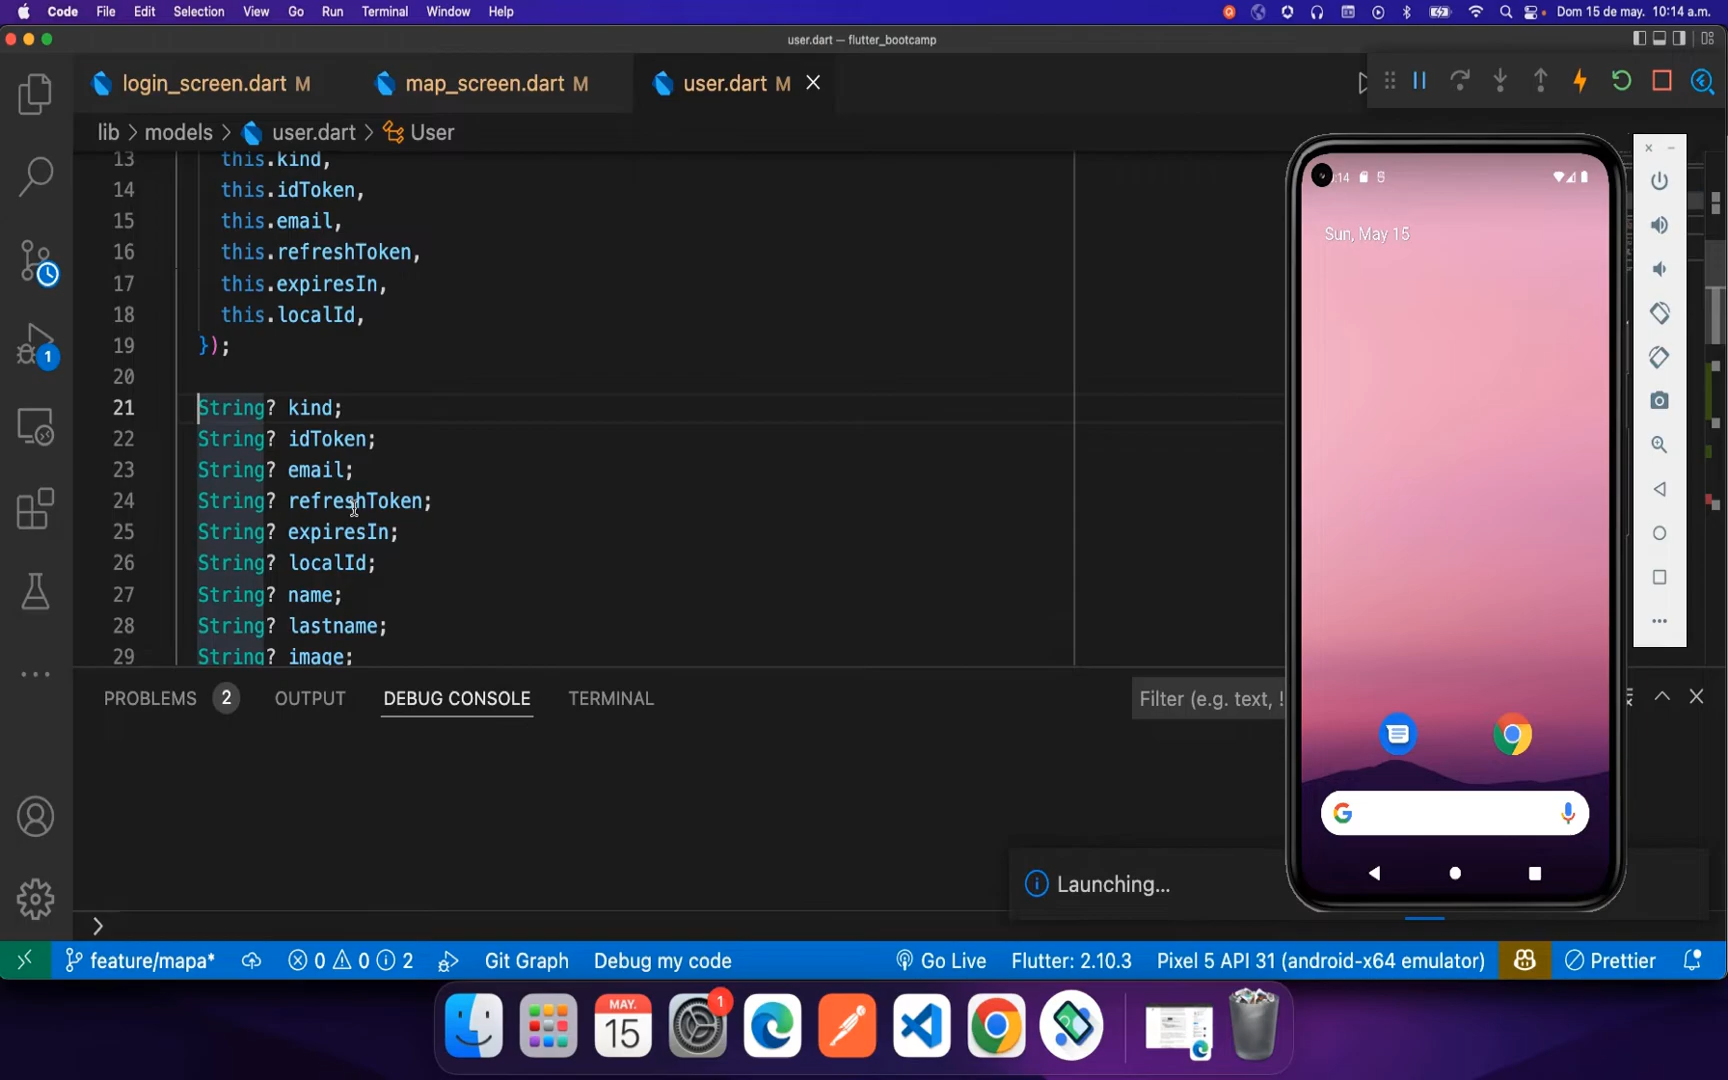 Code File Edit Selection View Go Run Terminal Window Help Dom 15 de may. 10:14 a.m.
user.dart — flutter_bootcamp
login_screen.dart M map_screen.dart M user.dart M
lib > models > user.dart > User
13 this.kind,
14 this.idToken,
15 this.email,
16 this.refreshToken,
17 this.expiresIn,
18 this.localId,
19 });
20
21 String? kind;
22 String? idToken;
23 String? email;
24 String? refreshToken;
25 String? expiresIn;
26 String? localId;
27 String? name;
28 String? lastname;
29 String? image;
1
PROBLEMS 2 OUTPUT DEBUG CONSOLE TERMINAL Filter (e.g. text, !
Launching...
:14
Sun, May 15
feature/mapa* 0 0 2 Git Graph Debug my code Go Live Flutter: 2.10.3 Pixel 5 API 31 (android-x64 emulator) Prettier
MAY.
15
1